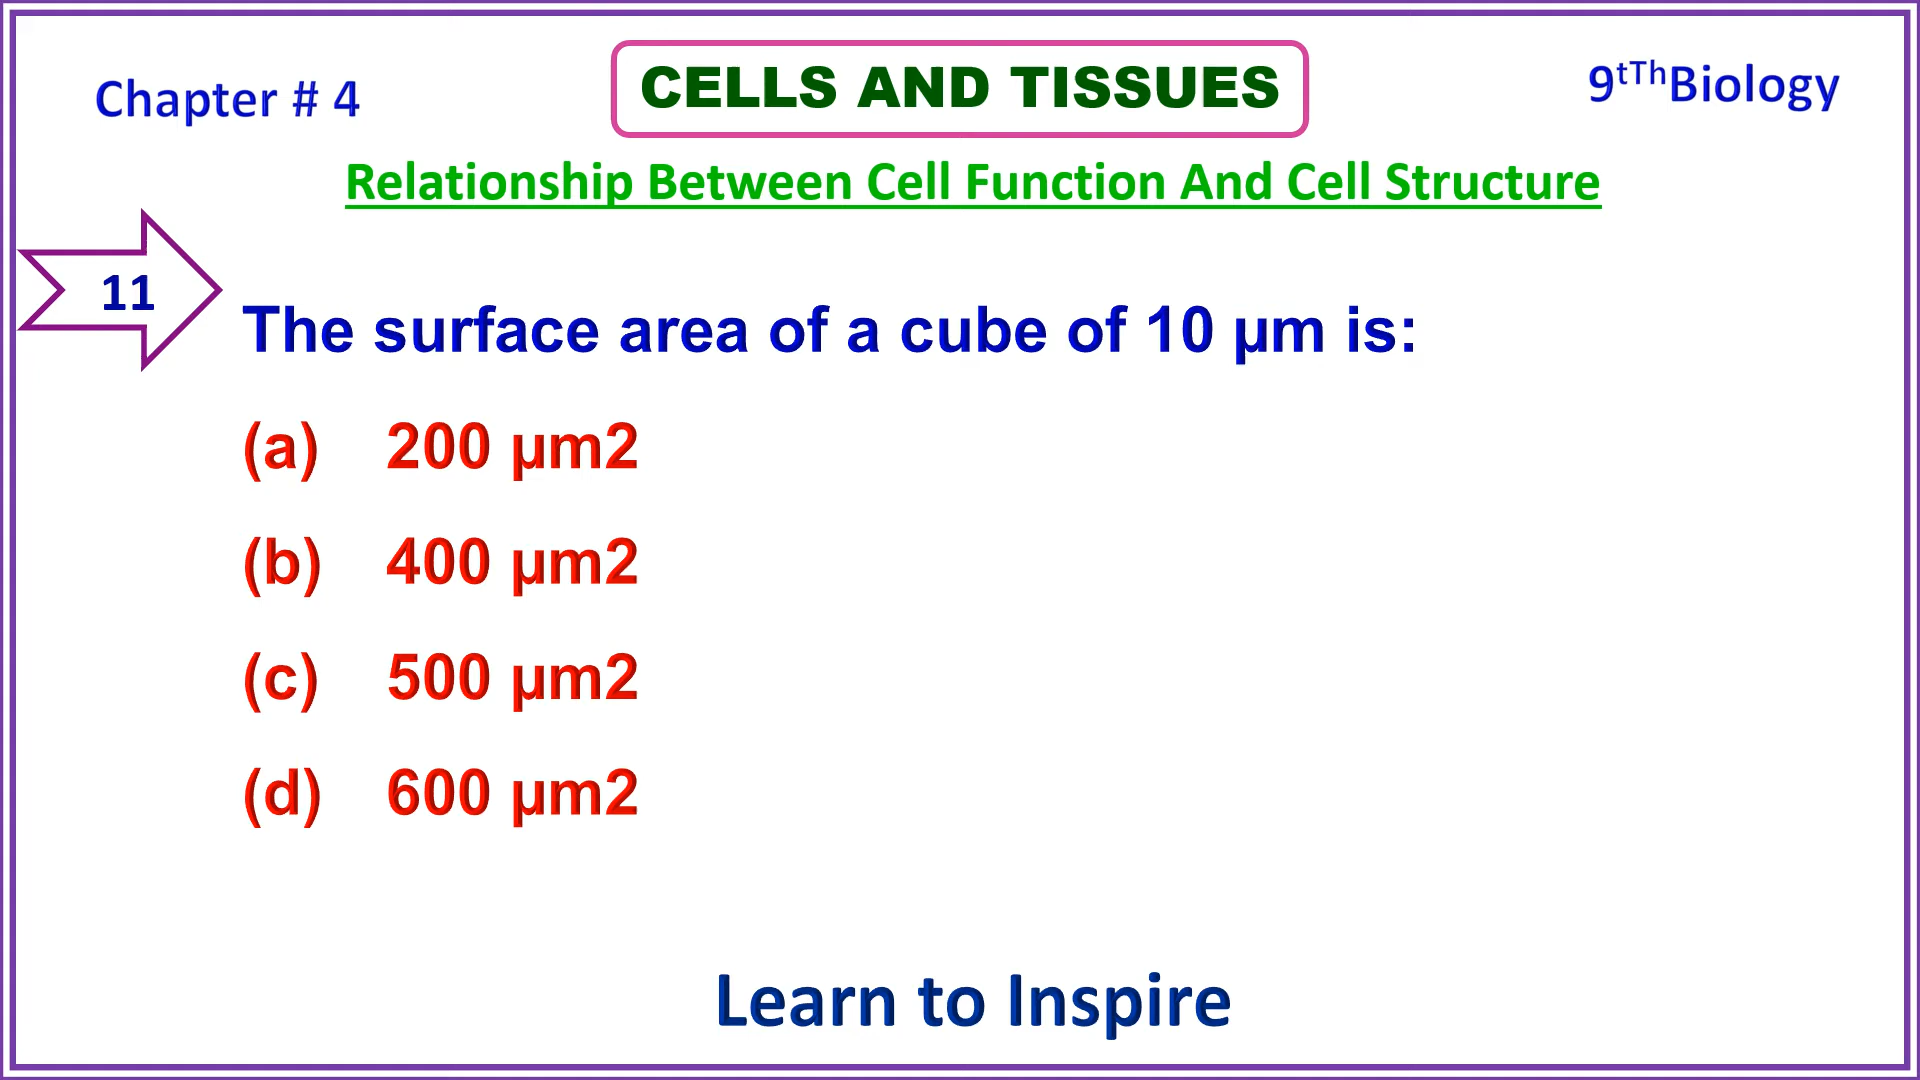 Chapter # 4
CELLS AND TISSUES
9tThBiology
Relationship Between Cell Function And Cell Structure
11
The surface area of a cube of 10 µm is:
(a) 200 µm2
(b) 400 µm2
(c) 500 µm2
(d) 600 µm2
Learn to Inspire